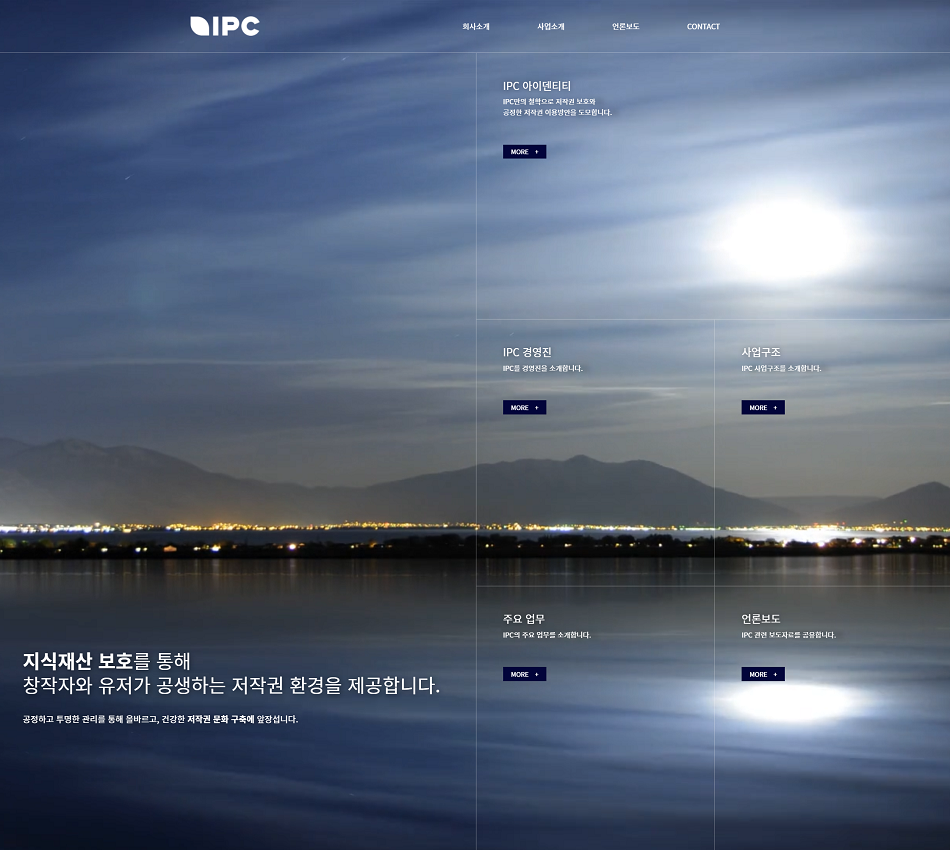 IPC
회사소개
사업소개
언론보도
CONTACT
IPC 아이덴티티
IPC만의 철학으로 저작권 보호와
공정한 저작권 이용방안을 도모합니다.
MORE +
IPC 경영진
IPC를 경영진을 소개합니다.
MORE +
사업구조
IPC 사업구조를 소개합니다.
MORE +
주요 업무
IPC의 주요 업무를 소개합니다.
MORE +
언론보도
IPC 관련 보도자료를 공유합니다.
MORE +
지식재산 보호를 통해
창작자와 유저가 공생하는 저작권 환경을 제공합니다.
공정하고 투명한 관리를 통해 올바르고, 건강한 저작권 문화 구축에 앞장섭니다.